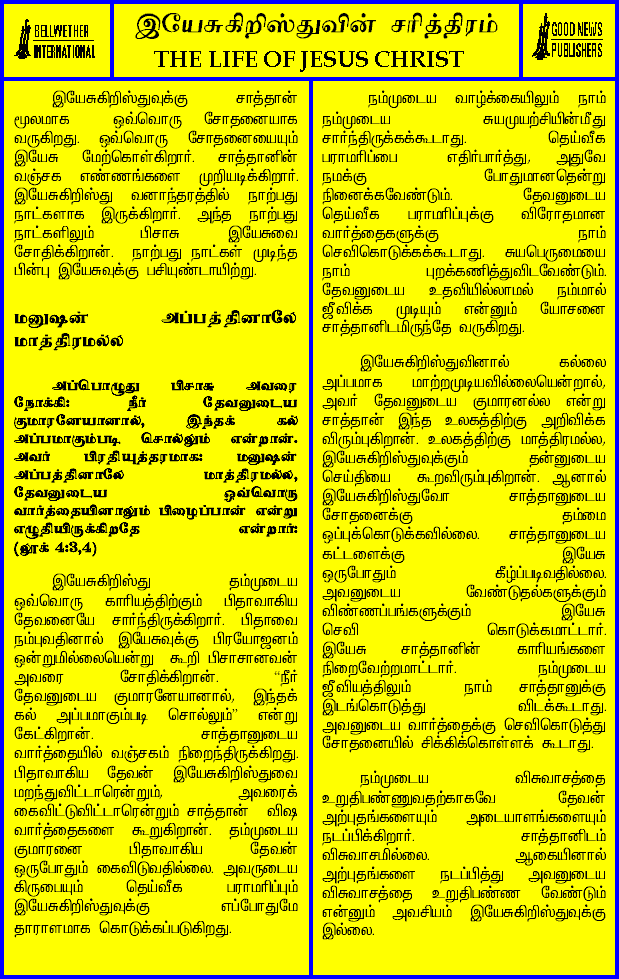 BELLWETHER
INTERNATIONAL
இயேசுகிறிஸ்துவின் சரித்திரம்
THE LIFE OF JESUS CHRIST
GOOD NEWS
PUBLISHERS
இயேசுகிறிஸ்துவுக்கு சாத்தான்
மூலமாக ஒவ்வொரு சோதனையாக
வருகிறது. ஒவ்வொரு சோதனையையும்
இயேசு மேற்கொள்கிறார். சாத்தானின்
வஞ்சக எண்ணங்களை முறியடிக்கிறார்.
இயேசுகிறிஸ்து வனாந்தரத்தில் நாற்பது
நாட்களாக இருக்கிறார். அந்த நாற்பது
நாட்களிலும் பிசாசு இயேசுவை
சோதிக்கிறான். நாற்பது நாட்கள் முடிந்த
பின்பு இயேசுவுக்கு பசியுண்டாயிற்று.
மனுஷன் அப்பத்தினாலே
மாத்திரமல்ல
அப்பொழுது பிசாசு அவரை
நோக்கி: நீர் தேவனுடைய
குமாரனேயானால், இந்தக் கல்
அப்பமாகும்படி சொல்லும் என்றான்.
அவர் பிரதியுத்தரமாக: மனுஷன்
அப்பத்தினாலே மாத்திரமல்ல,
தேவனுடைய ஒவ்வொரு
வார்த்தையினாலும் பிழைப்பான் என்று
எழுதியிருக்கிறதே என்றார்:
(லூக் 4:3,4)
இயேசுகிறிஸ்து தம்முடைய
ஒவ்வொரு காரியத்திற்கும் பிதாவாகிய
தேவனையே சார்ந்திருக்கிறார். பிதாவை
நம்புவதினால் இயேசுவுக்கு பிரயோஜனம்
ஒன்றுமில்லையென்று கூறி பிசாசானவன்
அவரை சோதிக்கிறான். “நீர்
தேவனுடைய குமாரனேயானால், இந்தக்
கல் அப்பமாகும்படி சொல்லும்” என்று
கேட்கிறான். சாத்தானுடைய
வார்த்தையில் வஞ்சகம் நிறைந்திருக்கிறது.
பிதாவாகிய தேவன் இயேசுகிறிஸ்துவை
மறந்துவிட்டாரென்றும், அவரைக்
கைவிட்டுவிட்டாரென்றும் சாத்தான் விஷ
வார்த்தைகளை கூறுகிறான். தம்முடைய
குமாரனை பிதாவாகிய தேவன்
ஒருபோதும் கைவிடுவதில்லை. அவருடைய
கிருபையும் தெய்வீக பராமரிப்பும்
இயேசுகிறிஸ்துவுக்கு எப்போதுமே
தாராளமாக கொடுக்கப்படுகிறது.
நம்முடைய வாழ்க்கையிலும் நாம்
நம்முடைய சுயமுயற்சியின்மீது
சார்ந்திருக்கக்கூடாது. தெய்வீக
பராமரிப்பை எதிர்பார்த்து, அதுவே
நமக்கு போதுமானதென்று
நினைக்கவேண்டும். தேவனுடைய
தெய்வீக பராமரிப்புக்கு விரோதமான
வார்த்தைகளுக்கு நாம்
செவிகொடுக்கக்கூடாது. சுயபெருமையை
நாம் புறக்கணித்துவிடவேண்டும்.
தேவனுடைய உதவியில்லாமல் நம்மால்
ஜீவிக்க முடியும் என்னும் யோசனை
சாத்தானிடமிருந்தே வருகிறது.
இயேசுகிறிஸ்துவினால் கல்லை
அப்பமாக மாற்றமுடியவில்லையென்றால்,
அவர் தேவனுடைய குமாரனல்ல என்று
சாத்தான் இந்த உலகத்திற்கு அறிவிக்க
விரும்புகிறான். உலகத்திற்கு மாத்திரமல்ல,
இயேசுகிறிஸ்துவுக்கும் தன்னுடைய
செய்தியை கூறவிரும்புகிறான். ஆனால்
இயேசுகிறிஸ்துவோ சாத்தானுடைய
சோதனைக்கு தம்மை
ஒப்புக்கொடுக்கவில்லை. சாத்தானுடைய
கட்டளைக்கு இயேசு
ஒருபோதும் கீழ்ப்படிவதில்லை.
அவனுடைய வேண்டுதல்களுக்கும்
விண்ணப்பங்களுக்கும் இயேசு
செவி கொடுக்கமாட்டார்.
இயேசு சாத்தானின் காரியங்களை
நிறைவேற்றமாட்டார். நம்முடைய
ஜீவியத்திலும் நாம் சாத்தானுக்கு
இடங்கொடுத்து விடக்கூடாது.
அவனுடைய வார்த்தைக்கு செவிகொடுத்து
சோதனையில் சிக்கிக்கொள்ளக் கூடாது.
நம்முடைய விசுவாசத்தை
உறுதிபண்ணுவதற்காகவே தேவன்
அற்புதங்களையும் அடையாளங்களையும்
நடப்பிக்கிறார். சாத்தானிடம்
விசுவாசமில்லை. ஆகையினால்
அற்புதங்களை நடப்பித்து அவனுடைய
விசுவாசத்தை உறுதிபண்ண வேண்டும்
என்னும் அவசியம் இயேசுகிறிஸ்துவுக்கு
இல்லை.